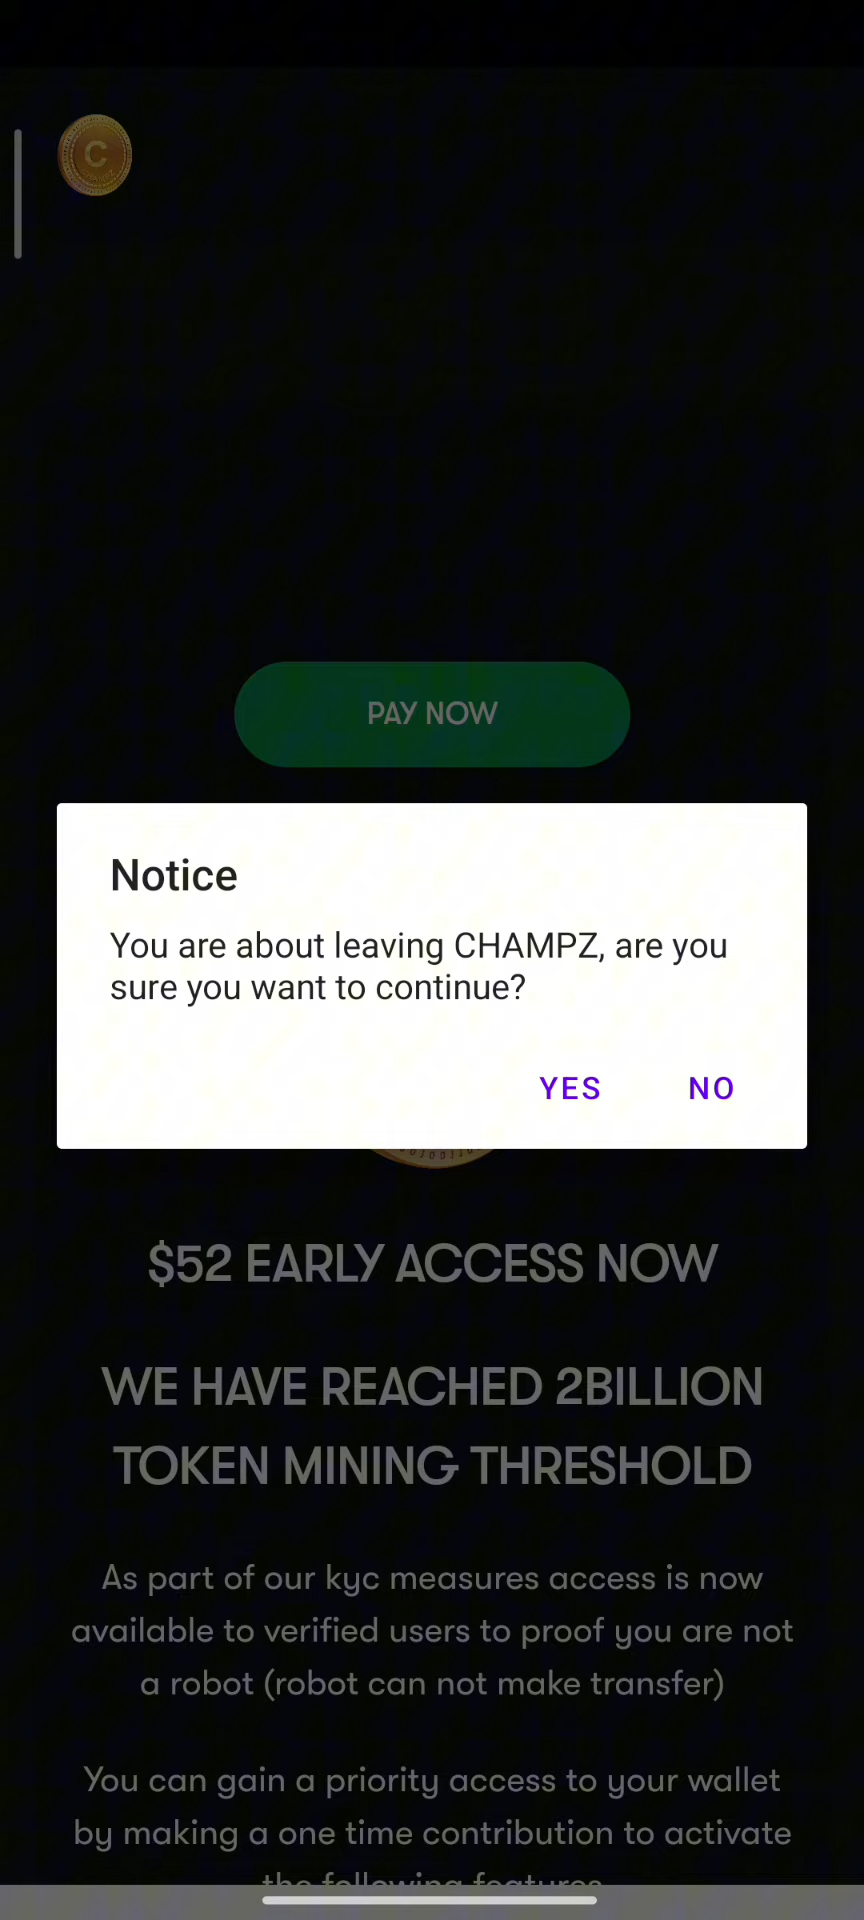 C
PAY NOW
Notice
You are about leaving CHAMPZ, are you
sure you want to continue?
YES NO
$52 EARLY ACCESS NOW
WE HAVE REACHED 2BILLION
TOKEN MINING THRESHOLD
As part of our kyc measures access is now
available to verified users to proof you are not
a robot (robot can not make transfer)
You can gain a priority access to your wallet
by making a one time contribution to activate
the following features